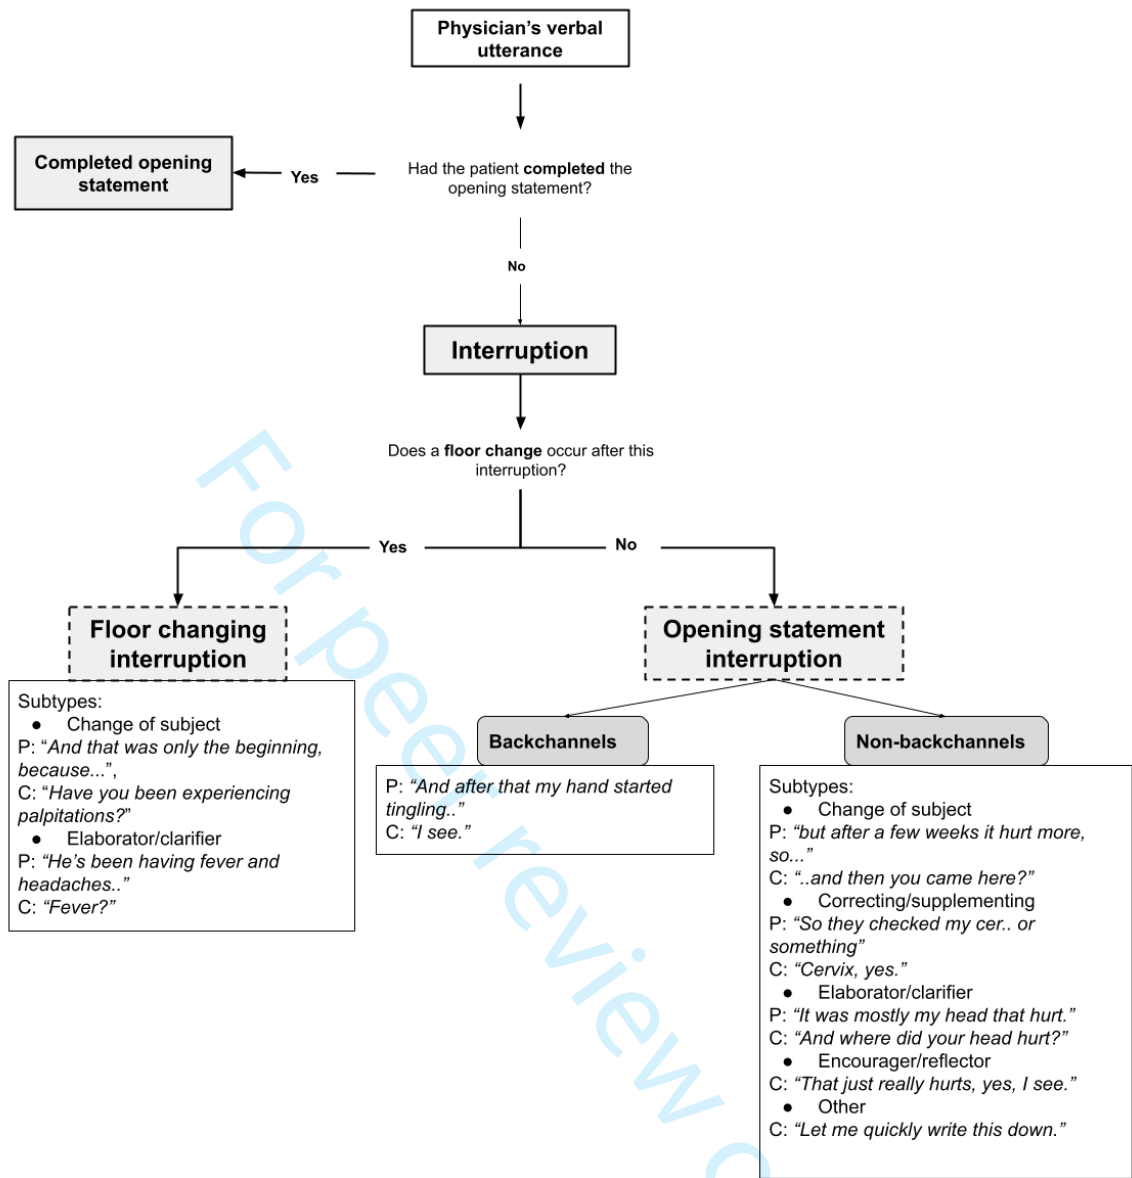 Physician’s verbal
utterance
Completed opening
statement
Yes
Had the patient completed the
opening statement?
No
Interruption
Does a floor change occur after this
interruption?
Yes
No
Floor changing
interruption
Opening statement
interruption
Subtypes:
● Change of subject
P: “And that was only the beginning,
because...”,
C: “Have you been experiencing
palpitations?”
● Elaborator/clarifier
P: “He’s been having fever and
headaches..”
C: “Fever?”
Backchannels
P: “And after that my hand started
tingling..”
C: “I see.”
Non-backchannels
Subtypes:
● Change of subject
P: “but after a few weeks it hurt more,
so...”
C: “..and then you came here?”
● Correcting/supplementing
P: “So they checked my cer.. or
something”
C: “Cervix, yes.”
● Elaborator/clarifier
P: “It was mostly my head that hurt.”
C: “And where did your head hurt?”
● Encourager/reflector
C: “That just really hurts, yes, I see.”
● Other
C: “Let me quickly write this down.”
For peer review o